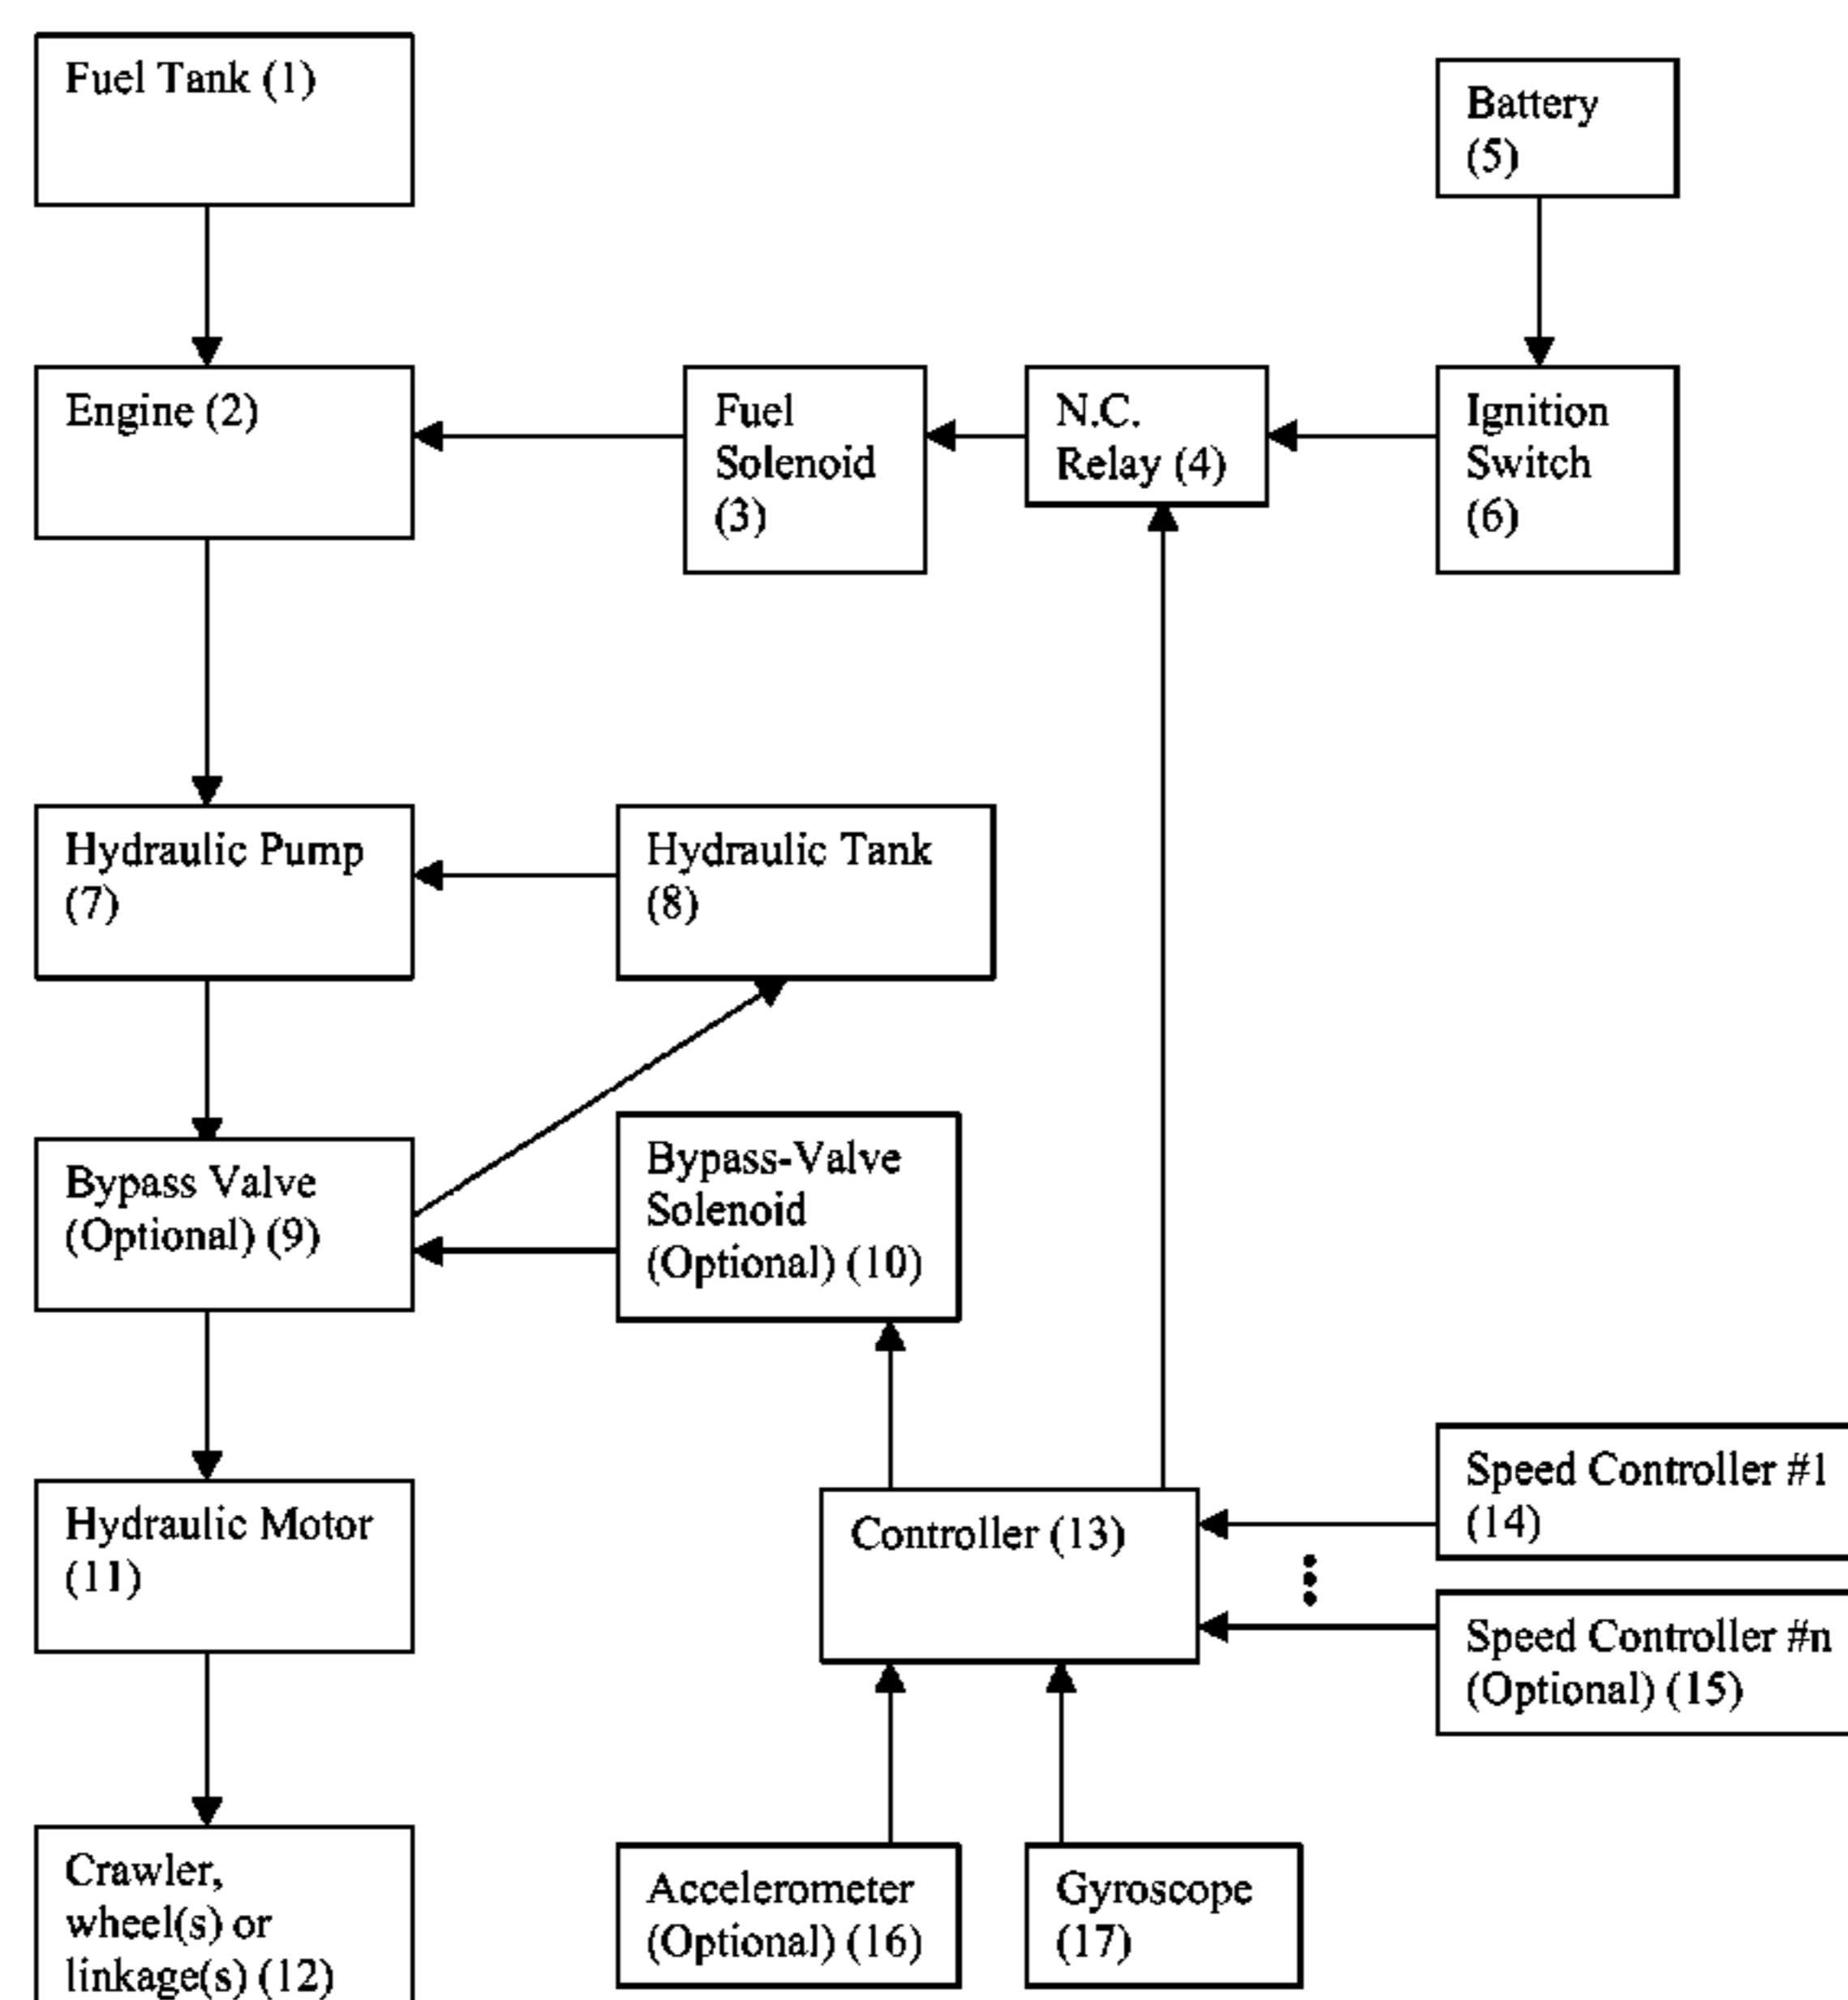 Fuel Tank (1)
Battery
(5)
Engine (2)
Fuel
Solenoid
(3)
N.C.
Relay (4)
Ignition
Switch
(6)
Hydraulic Pump
(7)
Hydraulic Tank
(8)
Bypass Valve
(Optional) (9)
Bypass-Valve
Solenoid
(Optional) (10)
Hydraulic Motor
(11)
Controller (13)
Speed Controller #1
(14)
Speed Controller #n
(Optional) (15)
Crawler,
wheel(s) or
linkage(s) (12)
Accelerometer
(Optional) (16)
Gyroscope
(17)